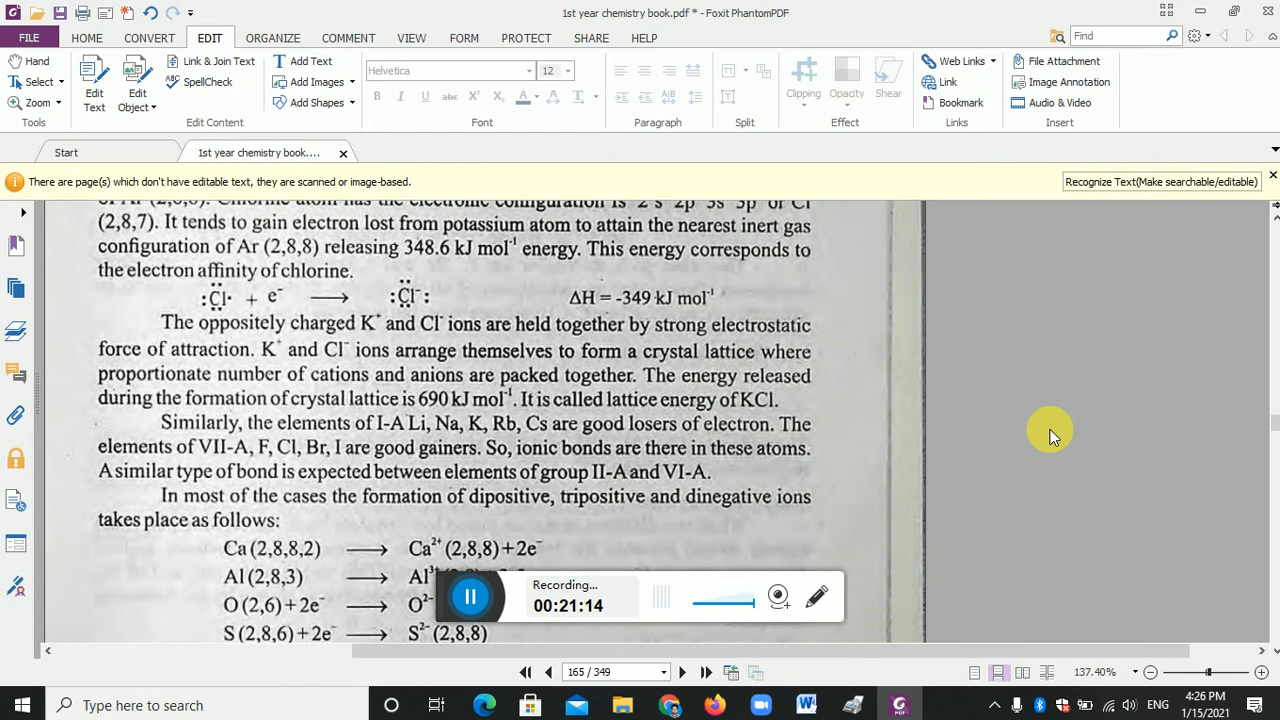 1st year chemistry book.pdf * - Foxit PhantomPDF
FILE HOME CONVERT EDIT ORGANIZE COMMENT VIEW FORM PROTECT SHARE HELP
Find
Hand
Select
Zoom
Tools
Edit Text
Edit Object
Link & Join Text
SpellCheck
Edit Content
Add Text
Add Images
Add Shapes
Helvetica 12
B I U abc X² X₂ A
Font
Paragraph
Split
Clipping
Opacity
Shear
Effect
Web Links
Link
Bookmark
Links
File Attachment
Image Annotation
Audio & Video
Insert
Start
1st year chemistry book....
There are page(s) which don't have editable text, they are scanned or image-based.
Recognize Text(Make searchable/editable)
(2,8,7). It tends to gain electron lost from potassium atom to attain the nearest inert gas
configuration of Ar (2,8,8) releasing 348.6 kJ mol⁻¹ energy. This energy corresponds to
the electron affinity of chlorine.
:Cl· + e⁻ ⟶ :Cl⁻: ΔH = -349 kJ mol⁻¹
The oppositely charged K⁺ and Cl⁻ ions are held together by strong electrostatic
force of attraction. K⁺ and Cl⁻ ions arrange themselves to form a crystal lattice where
proportionate number of cations and anions are packed together. The energy released
during the formation of crystal lattice is 690 kJ mol⁻¹. It is called lattice energy of KCl.
Similarly, the elements of I-A Li, Na, K, Rb, Cs are good losers of electron. The
elements of VII-A, F, Cl, Br, I are good gainers. So, ionic bonds are there in these atoms.
A similar type of bond is expected between elements of group II-A and VI-A.
In most of the cases the formation of dipositive, tripositive and dinegative ions
takes place as follows:
Ca (2,8,8,2) ⟶ Ca²⁺ (2,8,8) + 2e⁻
Al (2,8,3) ⟶ Al³⁺
O (2,6) + 2e⁻ ⟶ O²⁻
S (2,8,6) + 2e⁻ ⟶ S²⁻ (2,8,8)
Recording...
00:21:14
165 / 349
137.40%
Type here to search
ENG
4:26 PM
1/15/2021